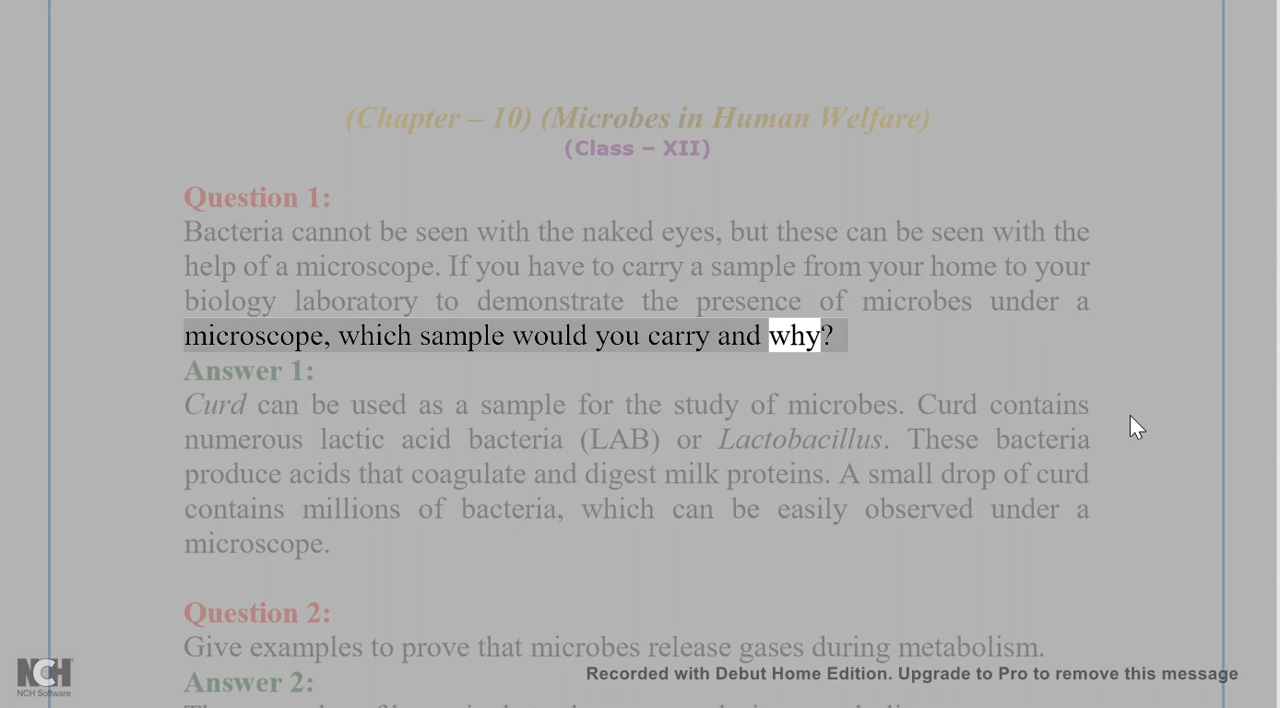 (Chapter – 10) (Microbes in Human Welfare)
(Class – XII)
Question 1:
Bacteria cannot be seen with the naked eyes, but these can be seen with the
help of a microscope. If you have to carry a sample from your home to your
biology laboratory to demonstrate the presence of microbes under a
microscope, which sample would you carry and why?
Answer 1:
Curd can be used as a sample for the study of microbes. Curd contains
numerous lactic acid bacteria (LAB) or Lactobacillus. These bacteria
produce acids that coagulate and digest milk proteins. A small drop of curd
contains millions of bacteria, which can be easily observed under a
microscope.
Question 2:
Give examples to prove that microbes release gases during metabolism.
Answer 2:
NCH
NCH Software
Recorded with Debut Home Edition. Upgrade to Pro to remove this message